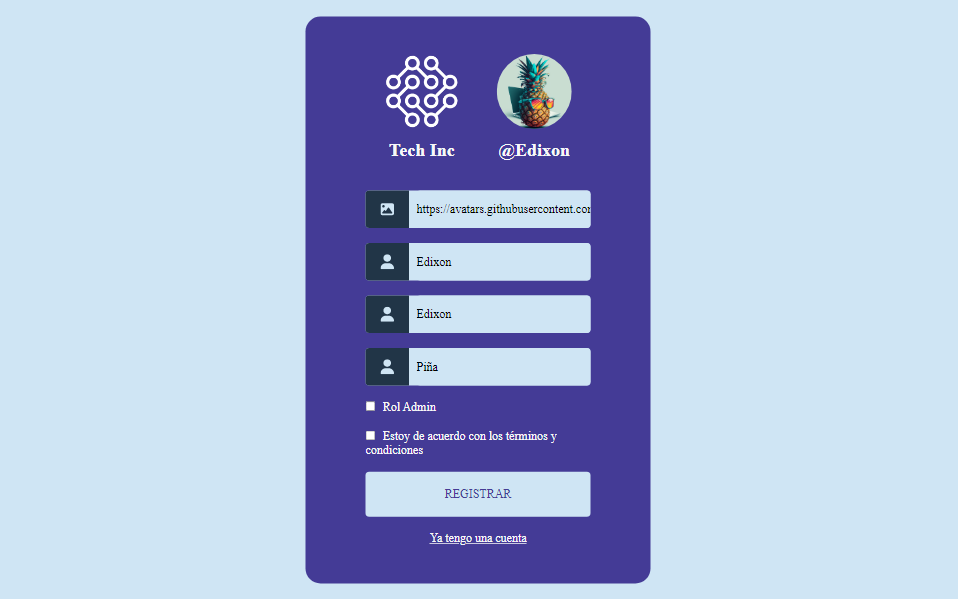 Tech Inc
@Edixon
https://avatars.githubusercontent.con
Edixon
Edixon
Piña
Rol Admin
Estoy de acuerdo con los términos y
condiciones
REGISTRAR
Ya tengo una cuenta